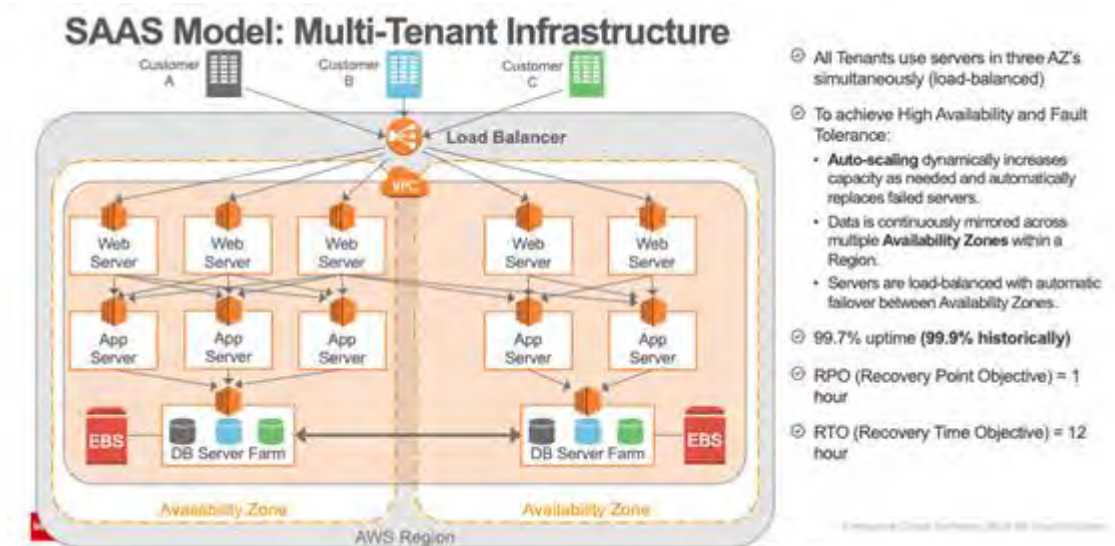 SAAS Model: Multi-Tenant Infrastructure
Customer
A
Customer
B
Customer
C
Load Balancer
VPC
Web
Server
Web
Server
Web
Server
Web
Server
Web
Server
App
Server
App
Server
App
Server
App
Server
App
Server
EBS
DB Server Farm
DB Server Farm
EBS
Availability Zone
Availability Zone
AWS Region
All Tenants use servers in three AZ's
simultaneously (load-balanced)
To achieve High Availability and Fault
Tolerance:
• Auto-scaling dynamically increases
capacity as needed and automatically
replaces failed servers.
• Data is continuously mirrored across
multiple Availability Zones within a
Region.
• Servers are load-balanced with automatic
failover between Availability Zones.
99.7% uptime (99.9% historically)
RPO (Recovery Point Objective) = 1
hour
RTO (Recovery Time Objective) = 12
hour